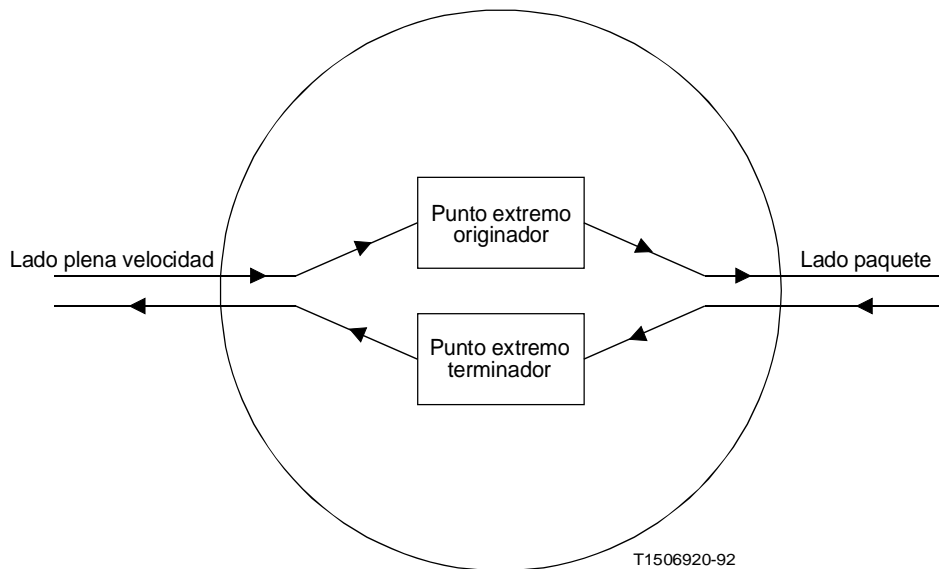 Punto extremo
originador
Lado plena velocidad
Lado paquete
Punto extremo
terminador
T1506920-92